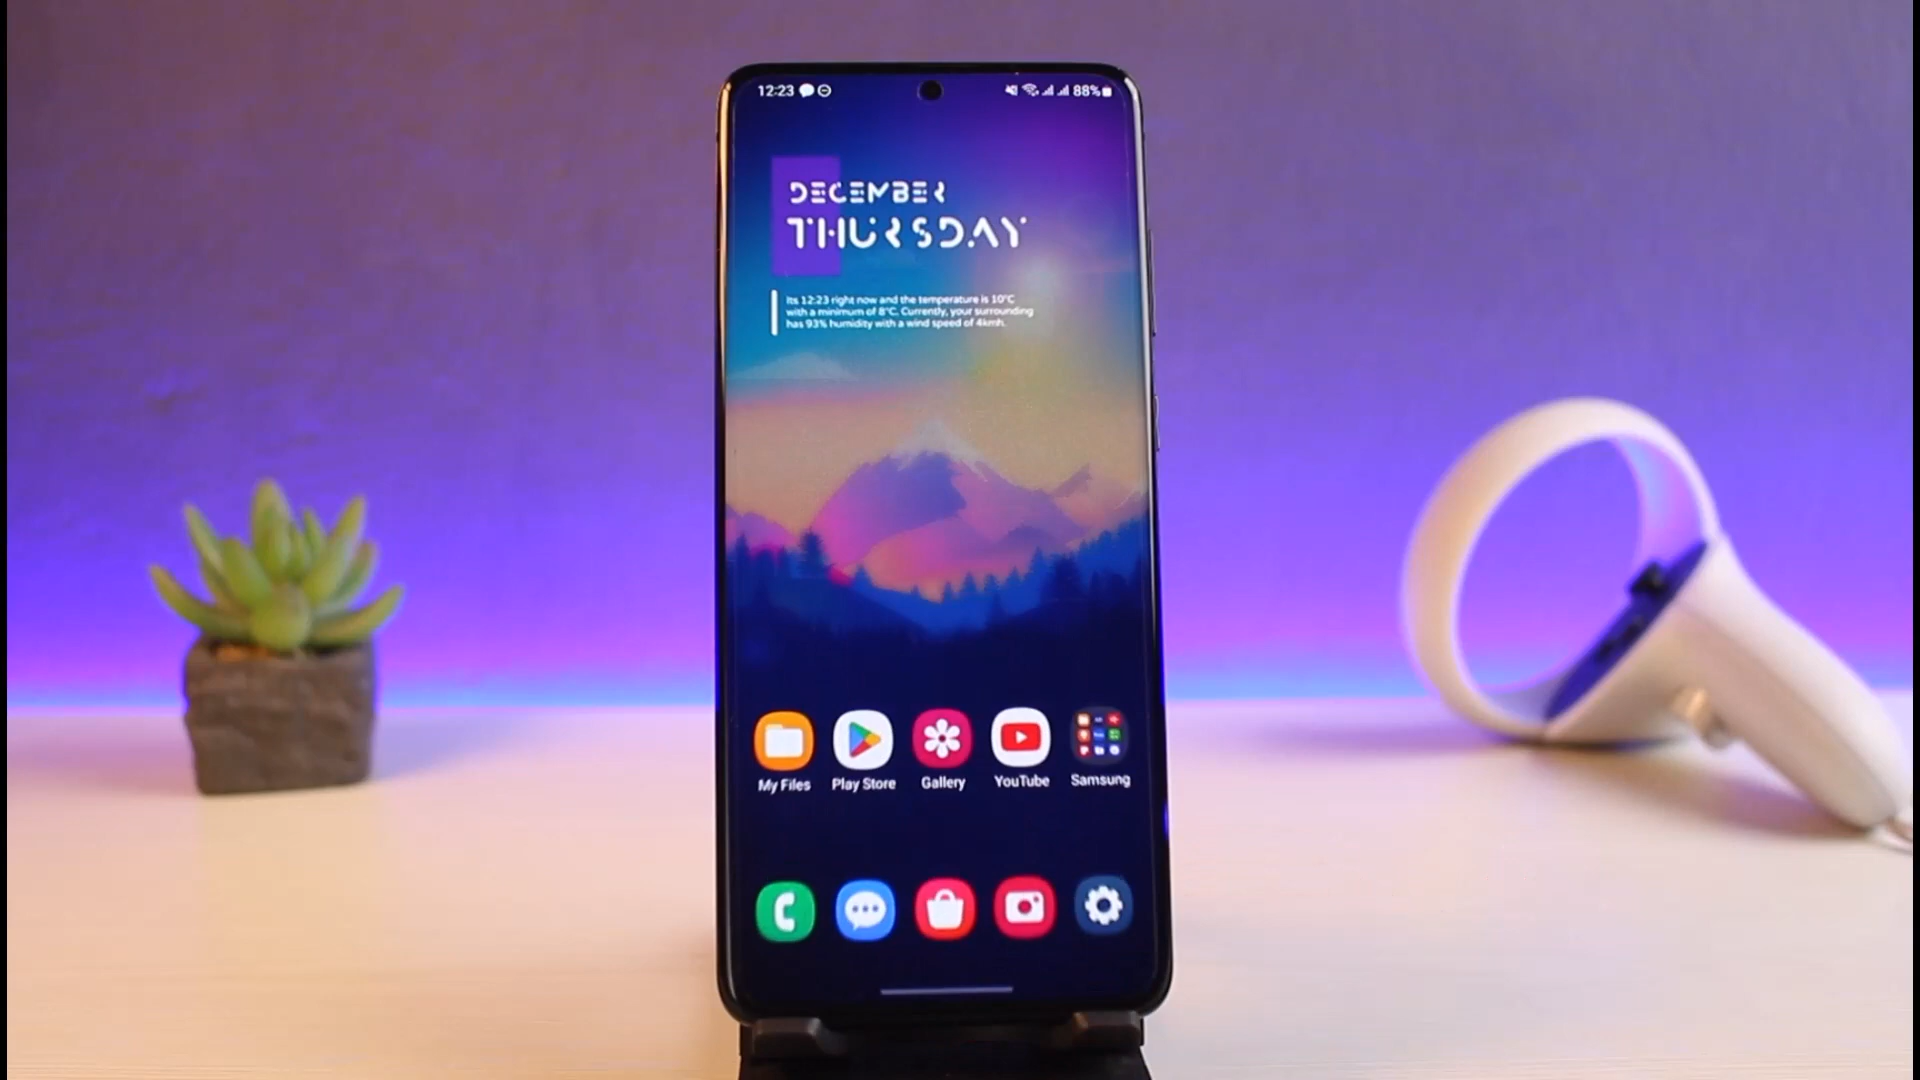 12:23
88%
DECEMBER
THURSDAY
Its 12:23 right now and the temperature is 10°C
with a minimum of 8°C. Currently, your surrounding
has 93% humidity with a wind speed of 4kmh.
My Files Play Store Gallery YouTube Samsung